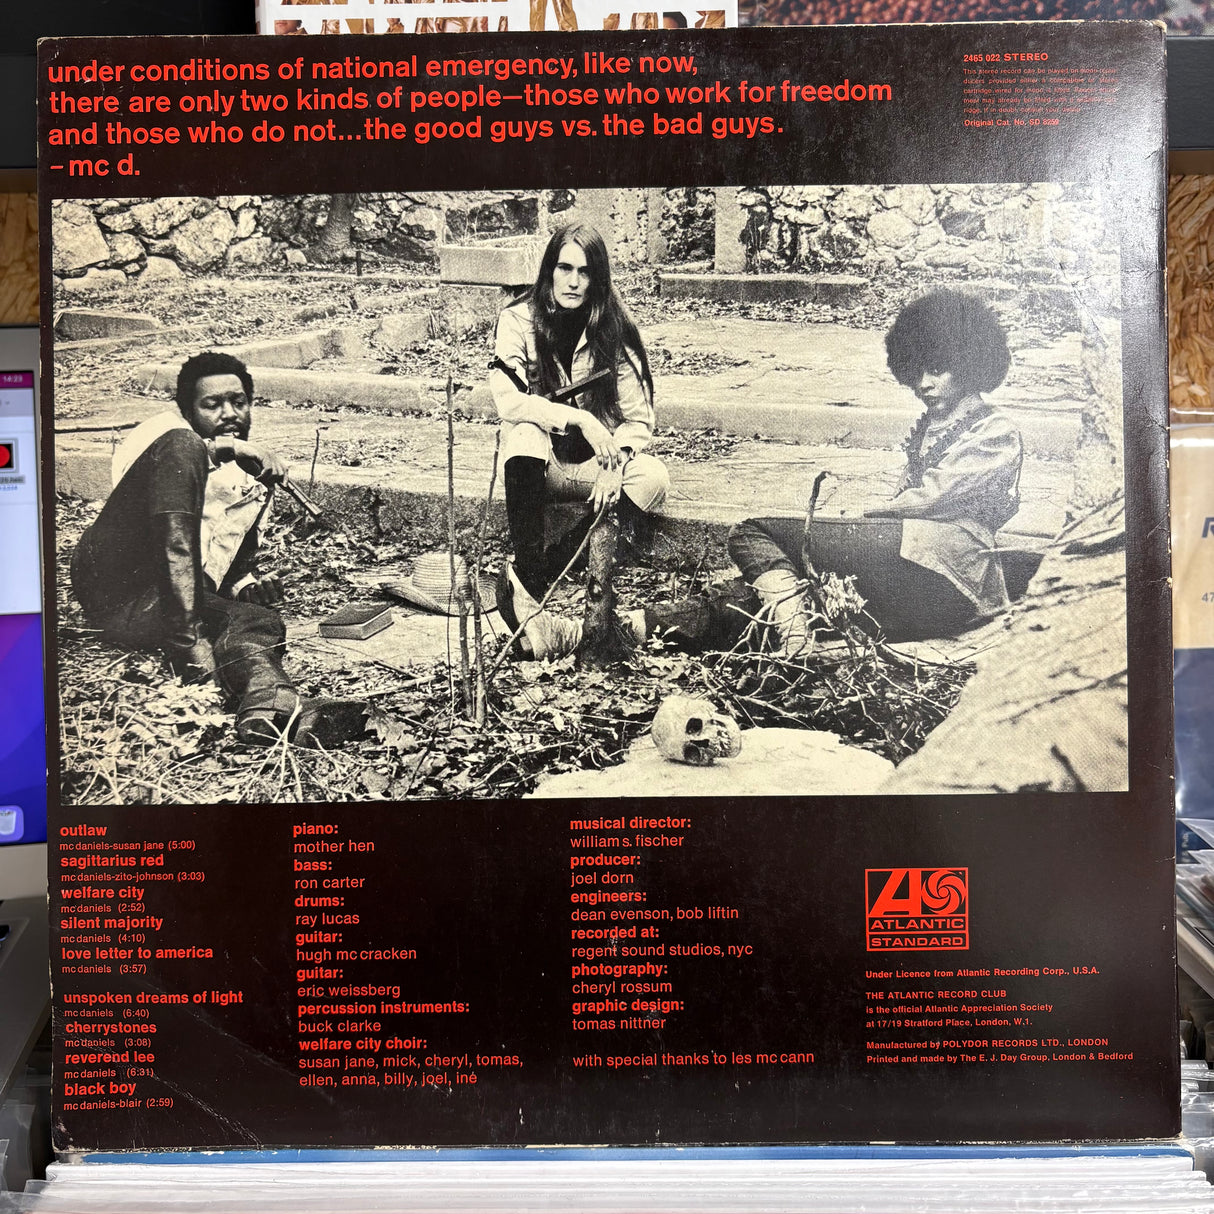 under conditions of national emergency, like now,
there are only two kinds of people—those who work for freedom
and those who do not...the good guys vs. the bad guys.
– mc d.
2465 022 STEREO
Original Cat. No. SD 8259
outlaw
mc daniels-susan jane (5:00)
sagittarius red
mc daniels-zito-johnson (3:03)
welfare city
mc daniels (2:52)
silent majority
mc daniels (4:10)
love letter to america
mc daniels (3:57)
unspoken dreams of light
mc daniels (6:40)
cherrystones
mc daniels (3:08)
reverend lee
mc daniels (6:31)
black boy
mc daniels-blair (2:59)
piano:
mother hen
bass:
ron carter
drums:
ray lucas
guitar:
hugh mc cracken
guitar:
eric weissberg
percussion instruments:
buck clarke
welfare city choir:
susan jane, mick, cheryl, tomas,
ellen, anna, billy, joel, iné
musical director:
william s. fischer
producer:
joel dorn
engineers:
dean evenson, bob liftin
recorded at:
regent sound studios, nyc
photography:
cheryl rossum
graphic design:
tomas nittner
with special thanks to les mc cann
ATLANTIC
STANDARD
Under Licence from Atlantic Recording Corp., U.S.A.
THE ATLANTIC RECORD CLUB
is the official Atlantic Appreciation Society
at 17/19 Stratford Place, London, W.1.
Manufactured by POLYDOR RECORDS LTD., LONDON
Printed and made by The E. J. Day Group, London & Bedford
14:23
47